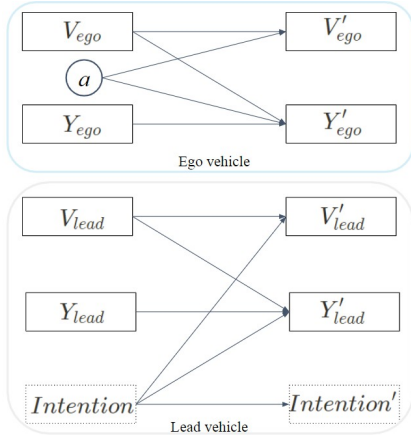 V_ego V'_ego
a
Y_ego Y'_ego
Ego vehicle
V_lead V'_lead
Y_lead Y'_lead
Intention Intention'
Lead vehicle